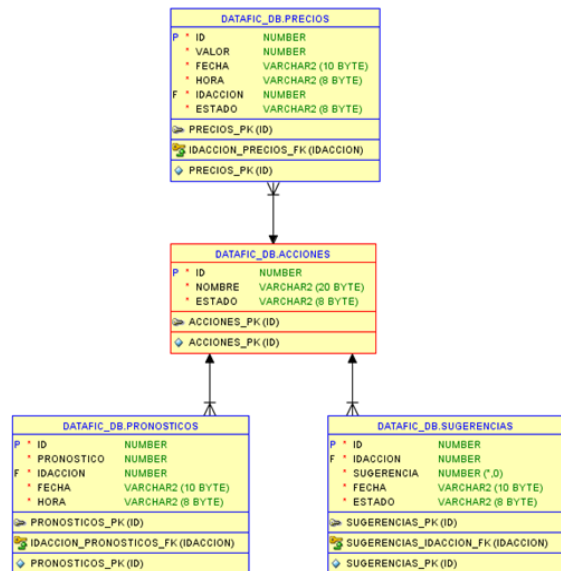 DATAFIC_DB.PRECIOS
P * ID NUMBER
* VALOR NUMBER
* FECHA VARCHAR2 (10 BYTE)
* HORA VARCHAR2 (8 BYTE)
F * IDACCION NUMBER
* ESTADO VARCHAR2 (8 BYTE)
PRECIOS_PK (ID)
IDACCION_PRECIOS_FK (IDACCION)
PRECIOS_PK (ID)
DATAFIC_DB.ACCIONES
P * ID NUMBER
* NOMBRE VARCHAR2 (20 BYTE)
* ESTADO VARCHAR2 (8 BYTE)
ACCIONES_PK (ID)
ACCIONES_PK (ID)
DATAFIC_DB.PRONOSTICOS
P * ID NUMBER
* PRONOSTICO NUMBER
F * IDACCION NUMBER
* FECHA VARCHAR2 (10 BYTE)
* HORA VARCHAR2 (8 BYTE)
PRONOSTICOS_PK (ID)
IDACCION_PRONOSTICOS_FK (IDACCION)
PRONOSTICOS_PK (ID)
DATAFIC_DB.SUGERENCIAS
P * ID NUMBER
F * IDACCION NUMBER
* SUGERENCIA NUMBER (*,0)
* FECHA VARCHAR2 (10 BYTE)
* ESTADO VARCHAR2 (8 BYTE)
SUGERENCIAS_PK (ID)
SUGERENCIAS_IDACCION_FK (IDACCION)
SUGERENCIAS_PK (ID)